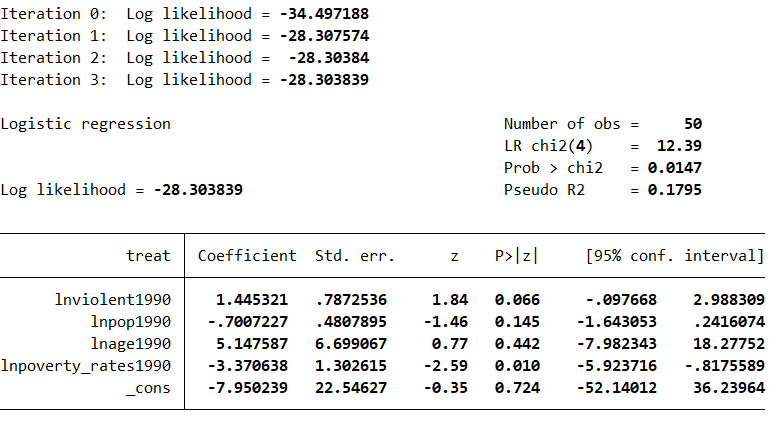 Iteration 0:  Log likelihood = -34.497188
Iteration 1:  Log likelihood = -28.307574
Iteration 2:  Log likelihood =  -28.30384
Iteration 3:  Log likelihood = -28.303839
Logistic regression                                     Number of obs =     50
                                                        LR chi2(4)    =  12.39
                                                        Prob > chi2   = 0.0147
Log likelihood = -28.303839                             Pseudo R2     = 0.1795
treat | Coefficient  Std. err.      z    P>|z|     [95% conf. interval]
lnviolent1990 | 1.445321   .7872536     1.84   0.066     -.097668    2.988309
lnpop1990 | -.7007227   .4807895    -1.46   0.145    -1.643053    .2416074
lnage1990 | 5.147587   6.699067     0.77   0.442    -7.982343    18.27752
lnpoverty_rates1990 | -3.370638   1.302615    -2.59   0.010    -5.923716   -.8175589
_cons | -7.950239   22.54627    -0.35   0.724    -52.14012    36.23964